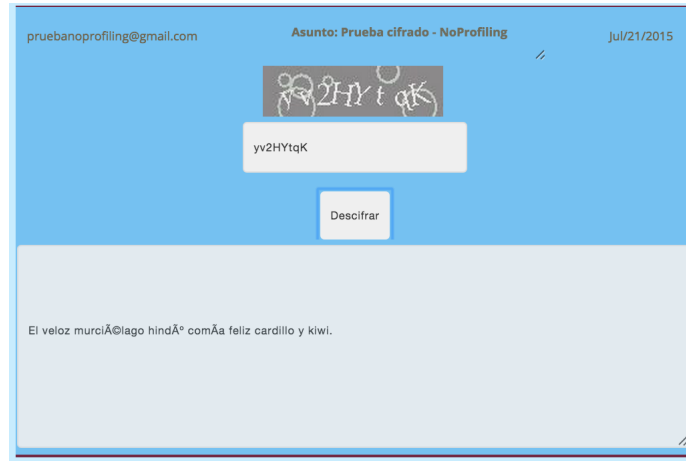 pruebanoprofiling@gmail.com
Asunto: Prueba cifrado - NoProfiling
Jul/21/2015
yv2HYtqK
yv2HYtqK
Descifrar
El veloz murciÃ©lago hindÃº comÃa feliz cardillo y kiwi.